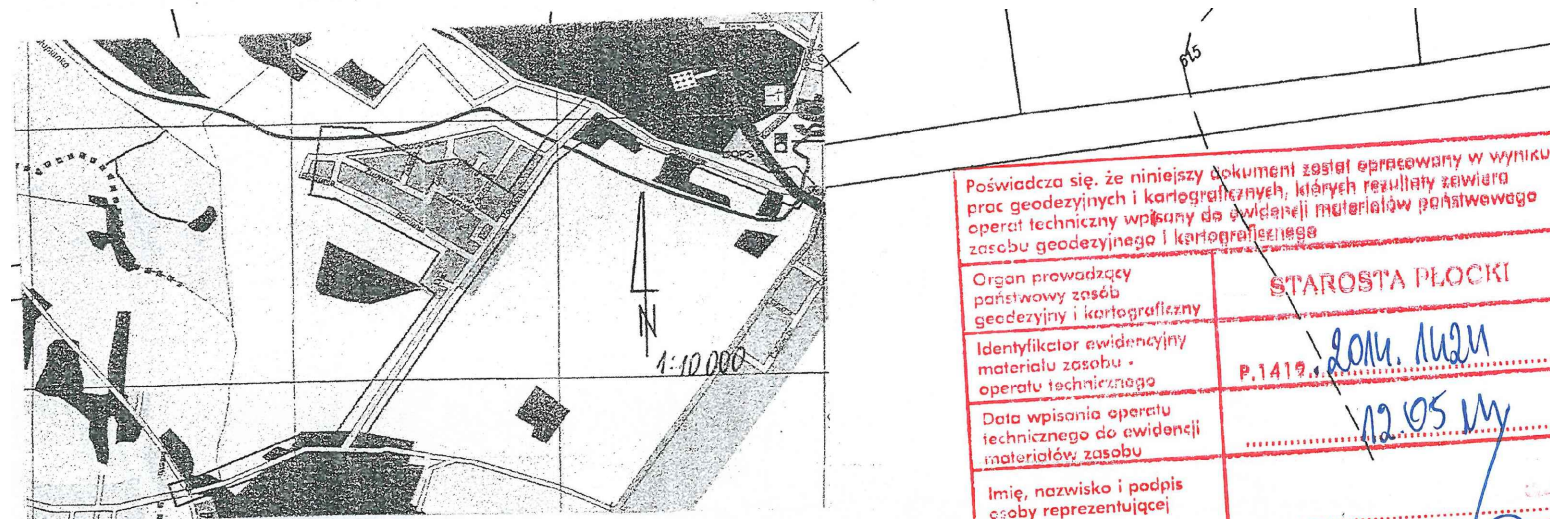 Słupianka
GOPS
N
1:10 000
615
Poświadcza się, że niniejszy dokument został opracowany w wyniku
prac geodezyjnych i kartograficznych, których rezultaty zawiera
operat techniczny wpisany do ewidencji materiałów państwowego
zasobu geodezyjnego i kartograficznego
Organ prowadzący
państwowy zasób
geodezyjny i kartograficzny
STAROSTA PŁOCKI
Identyfikator ewidencyjny
materiału zasobu -
operatu technicznego
P.1419. 2014. 1424
Data wpisania operatu
technicznego do ewidencji
materiałów zasobu
12.05
Imię, nazwisko i podpis
osoby reprezentującej